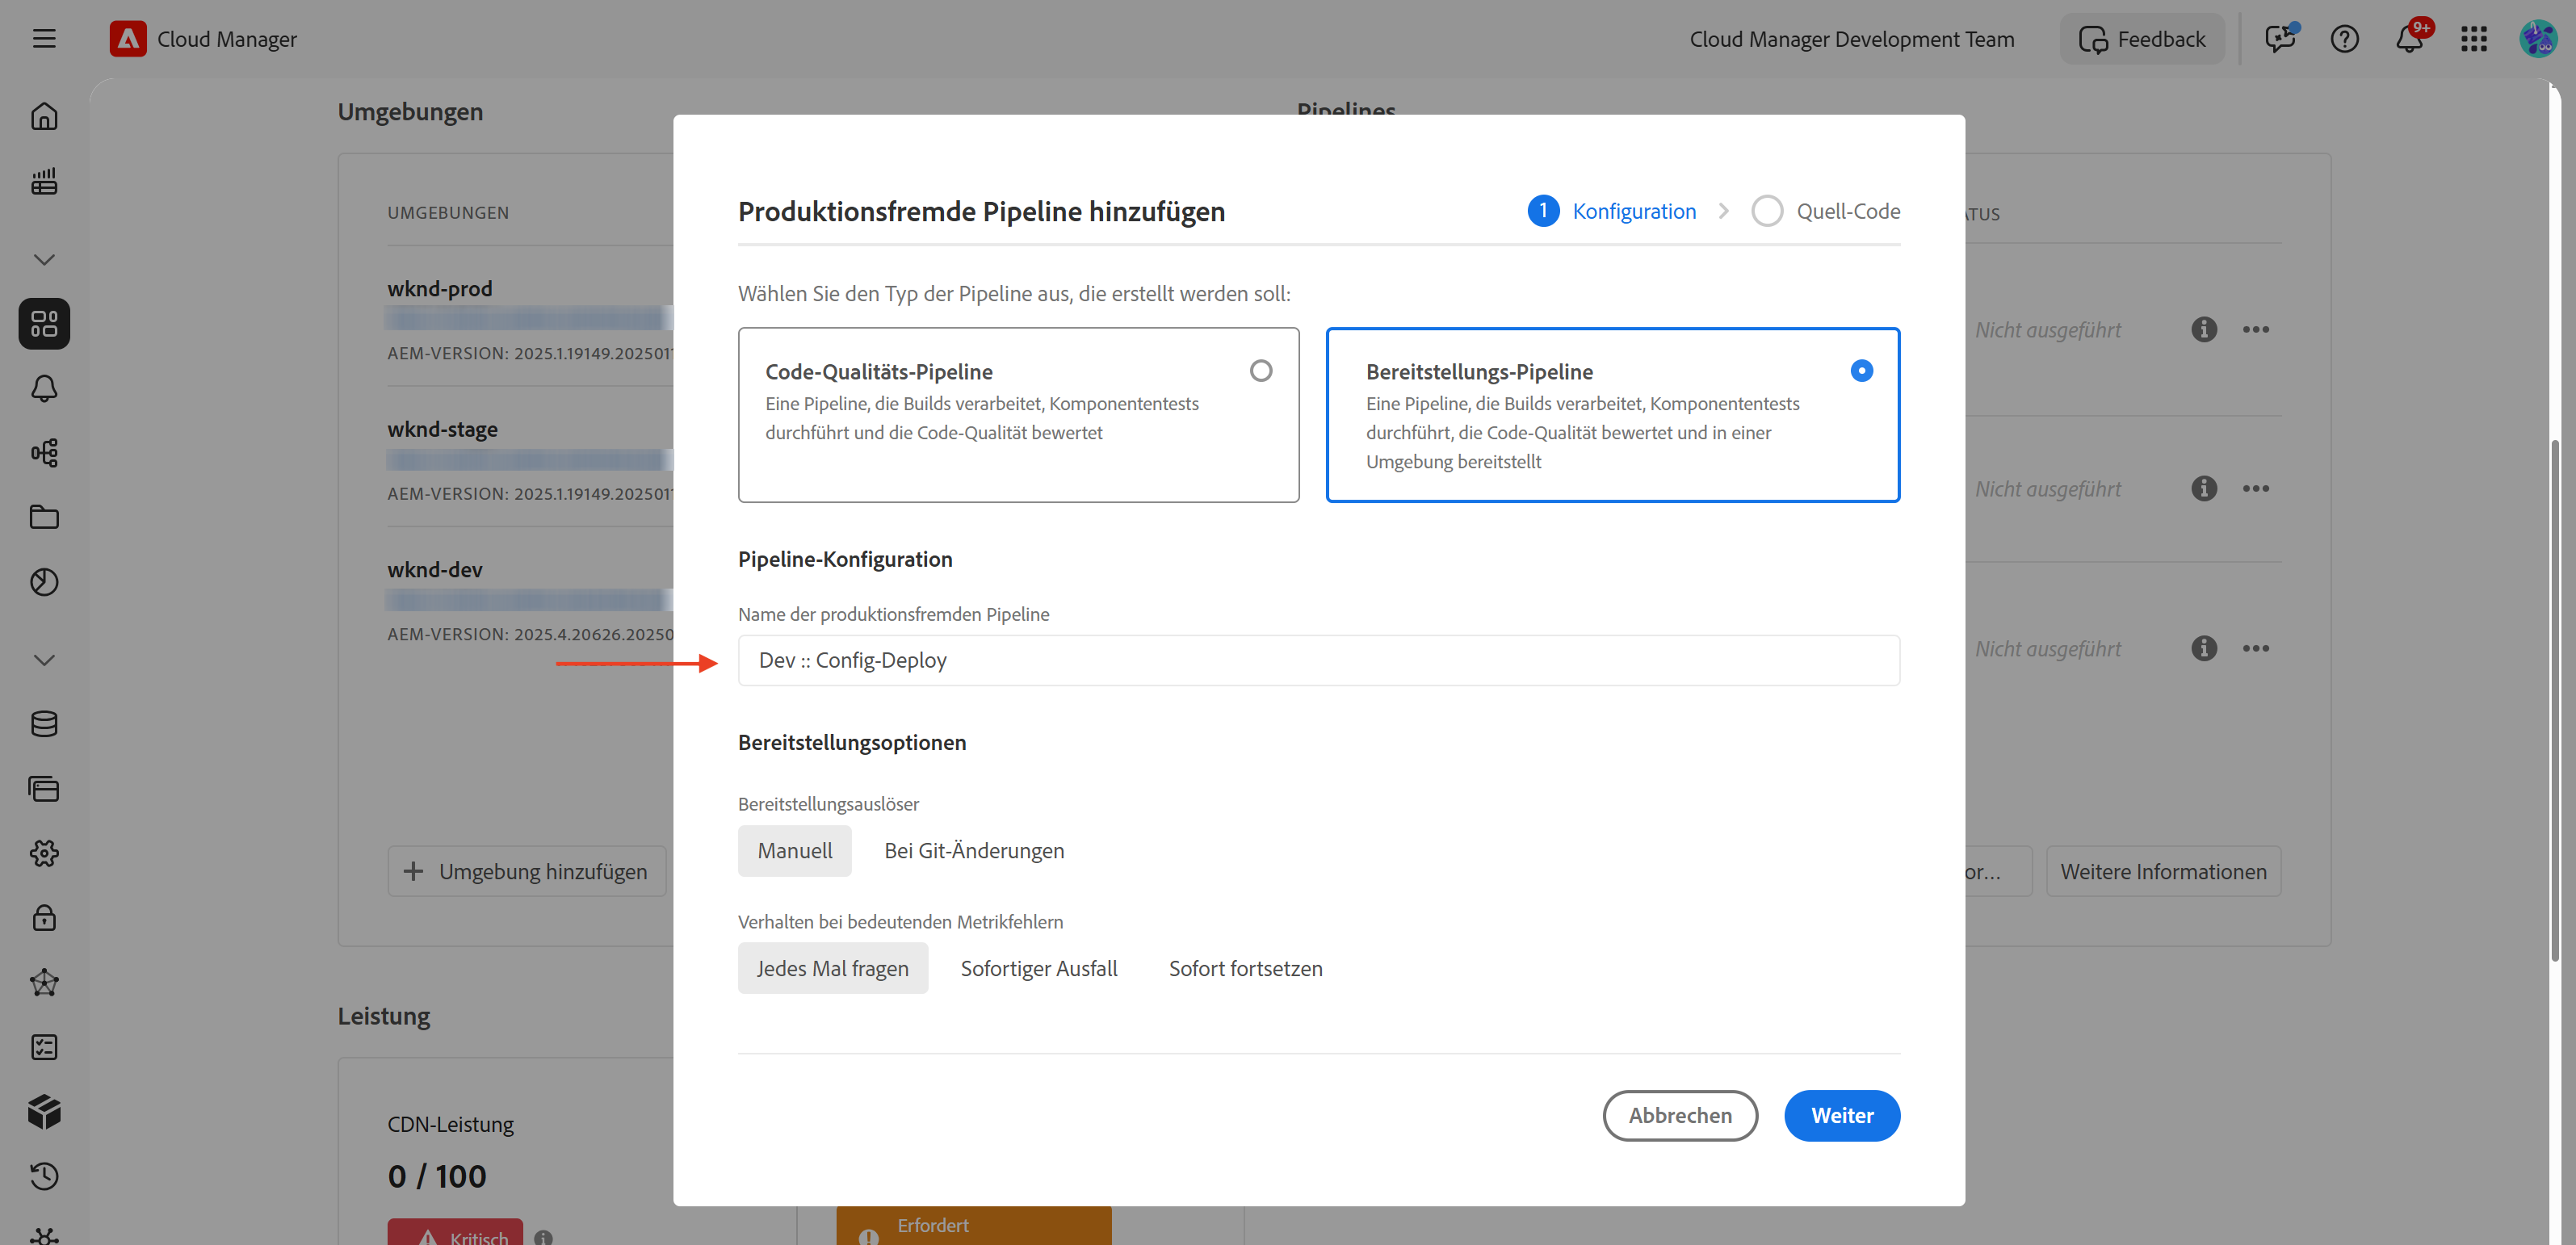 Cloud Manager
Cloud Manager Development Team
Feedback
9+
Umgebungen
Pipelines
UMGEBUNGEN
wknd-prod
AEM-VERSION: 2025.1.19149.202501
wknd-stage
AEM-VERSION: 2025.1.19149.202501
wknd-dev
AEM-VERSION: 2025.4.20626.20250
Umgebung hinzufügen
Produktionsfremde Pipeline hinzufügen
1 Konfiguration
Quell-Code
Wählen Sie den Typ der Pipeline aus, die erstellt werden soll:
Code-Qualitäts-Pipeline
Eine Pipeline, die Builds verarbeitet, Komponententests
durchführt und die Code-Qualität bewertet
Bereitstellungs-Pipeline
Eine Pipeline, die Builds verarbeitet, Komponententests
durchführt, die Code-Qualität bewertet und in einer
Umgebung bereitstellt
Pipeline-Konfiguration
Name der produktionsfremden Pipeline
Dev :: Config-Deploy
Bereitstellungsoptionen
Bereitstellungsauslöser
Manuell
Bei Git-Änderungen
Verhalten bei bedeutenden Metrikfehlern
Jedes Mal fragen
Sofortiger Ausfall
Sofort fortsetzen
Abbrechen
Weiter
ATUS
Nicht ausgeführt
Nicht ausgeführt
Nicht ausgeführt
or...
Weitere Informationen
Leistung
CDN-Leistung
0 / 100
Kritisch
Erfordert